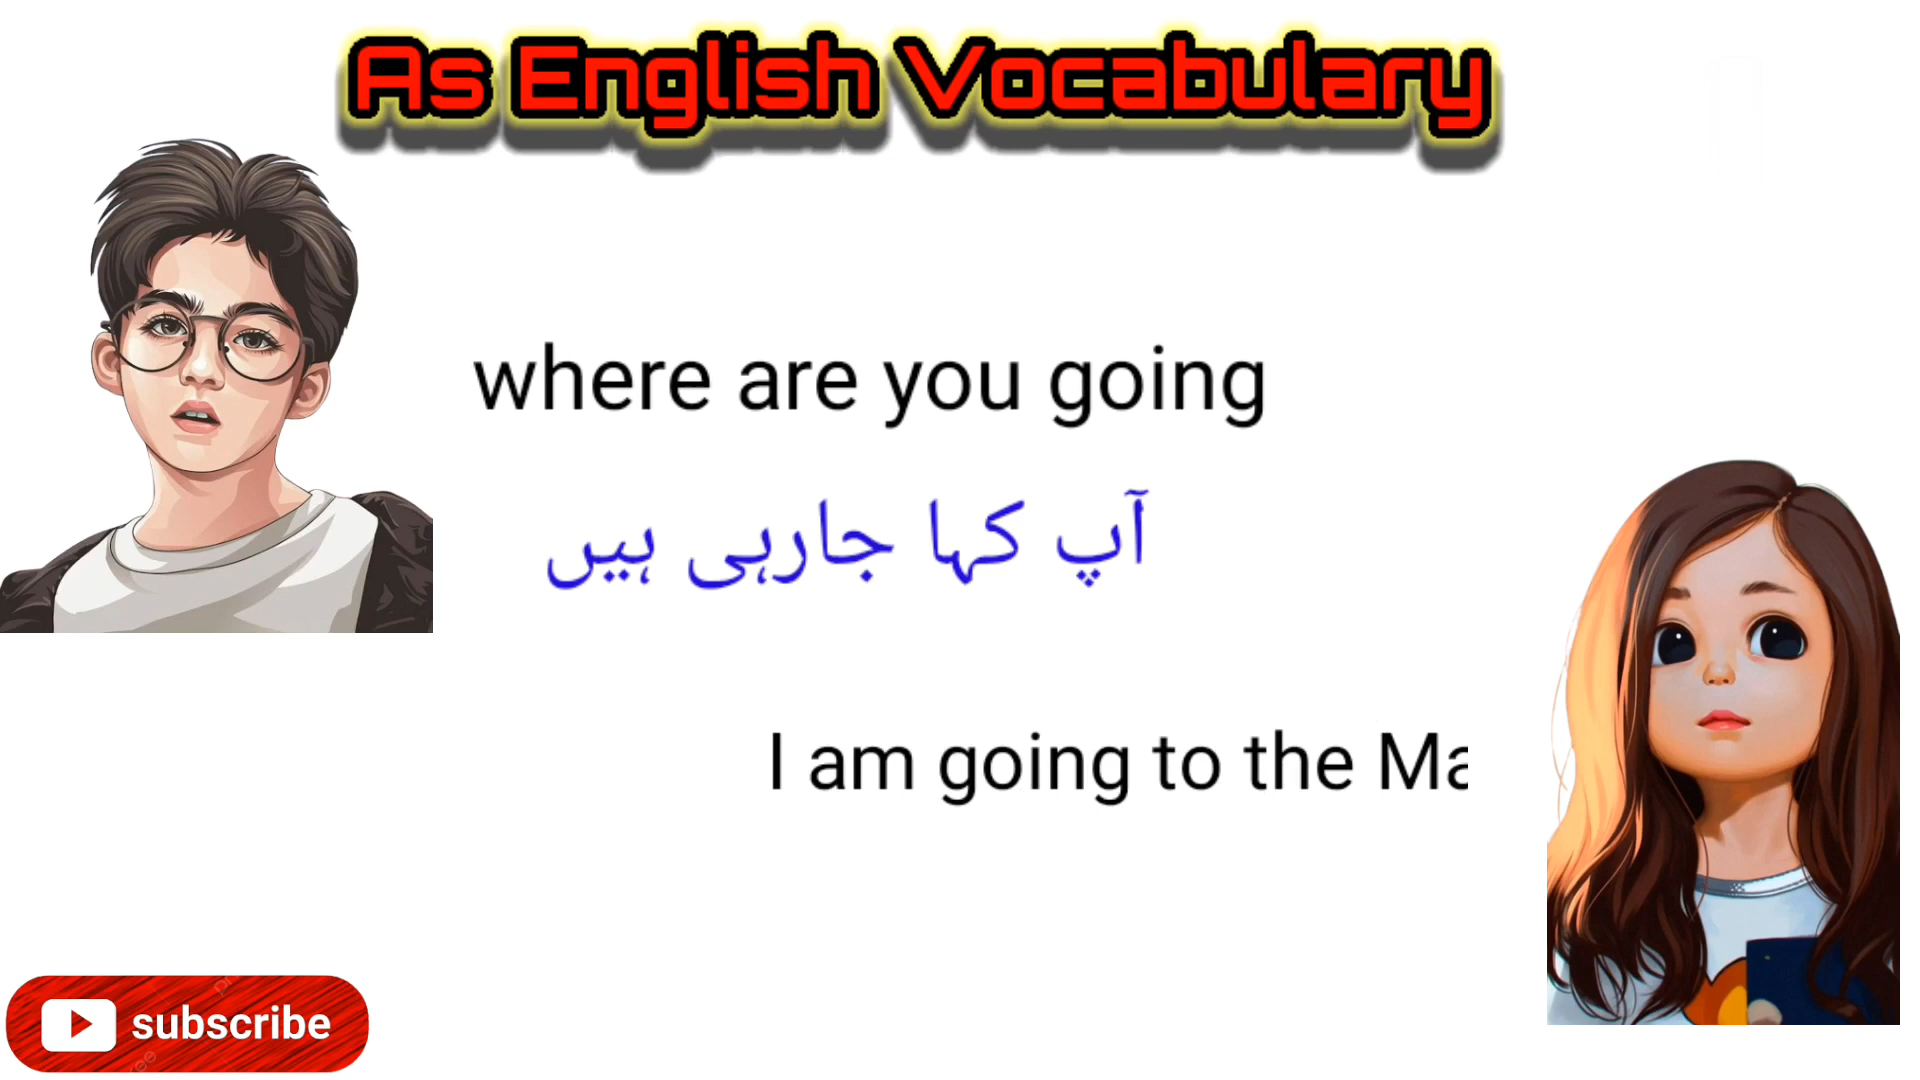 As English Vocabulary
where are you going
آپ کہا جارہی ہیں
I am going to the
subscribe